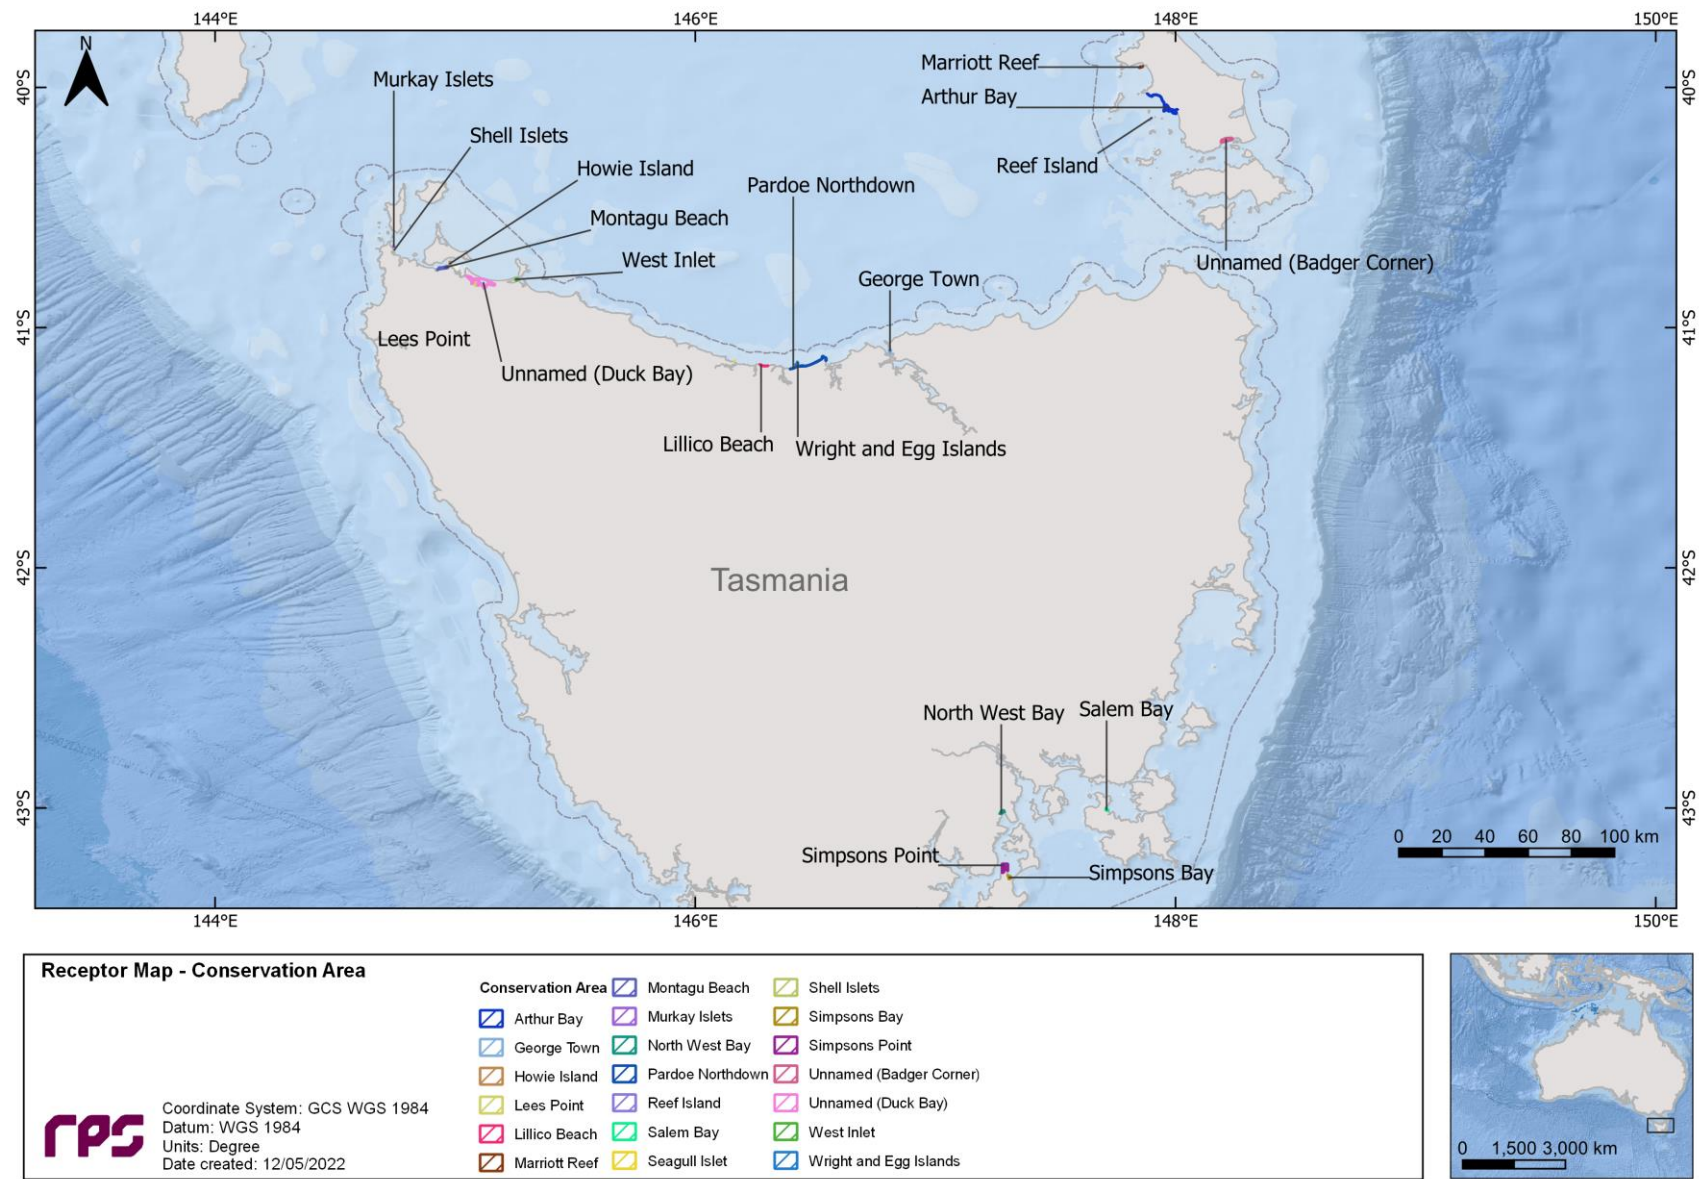 144°E
146°E
148°E
150°E
N
40°S
41°S
42°S
43°S
40°S
41°S
42°S
43°S
Murkay Islets
Shell Islets
Howie Island
Montagu Beach
West Inlet
Pardoe Northdown
George Town
Marriott Reef
Arthur Bay
Reef Island
Unnamed (Badger Corner)
Lees Point
Unnamed (Duck Bay)
Lillico Beach
Wright and Egg Islands
Tasmania
North West Bay
Salem Bay
Simpsons Point
Simpsons Bay
0 20 40 60 80 100 km
144°E
146°E
148°E
150°E
Receptor Map - Conservation Area
rps
Coordinate System: GCS WGS 1984
Datum: WGS 1984
Units: Degree
Date created: 12/05/2022
Conservation Area
Arthur Bay
George Town
Howie Island
Lees Point
Lillico Beach
Marriott Reef
Montagu Beach
Murkay Islets
North West Bay
Pardoe Northdown
Reef Island
Salem Bay
Seagull Islet
Shell Islets
Simpsons Bay
Simpsons Point
Unnamed (Badger Corner)
Unnamed (Duck Bay)
West Inlet
Wright and Egg Islands
0 1,500 3,000 km